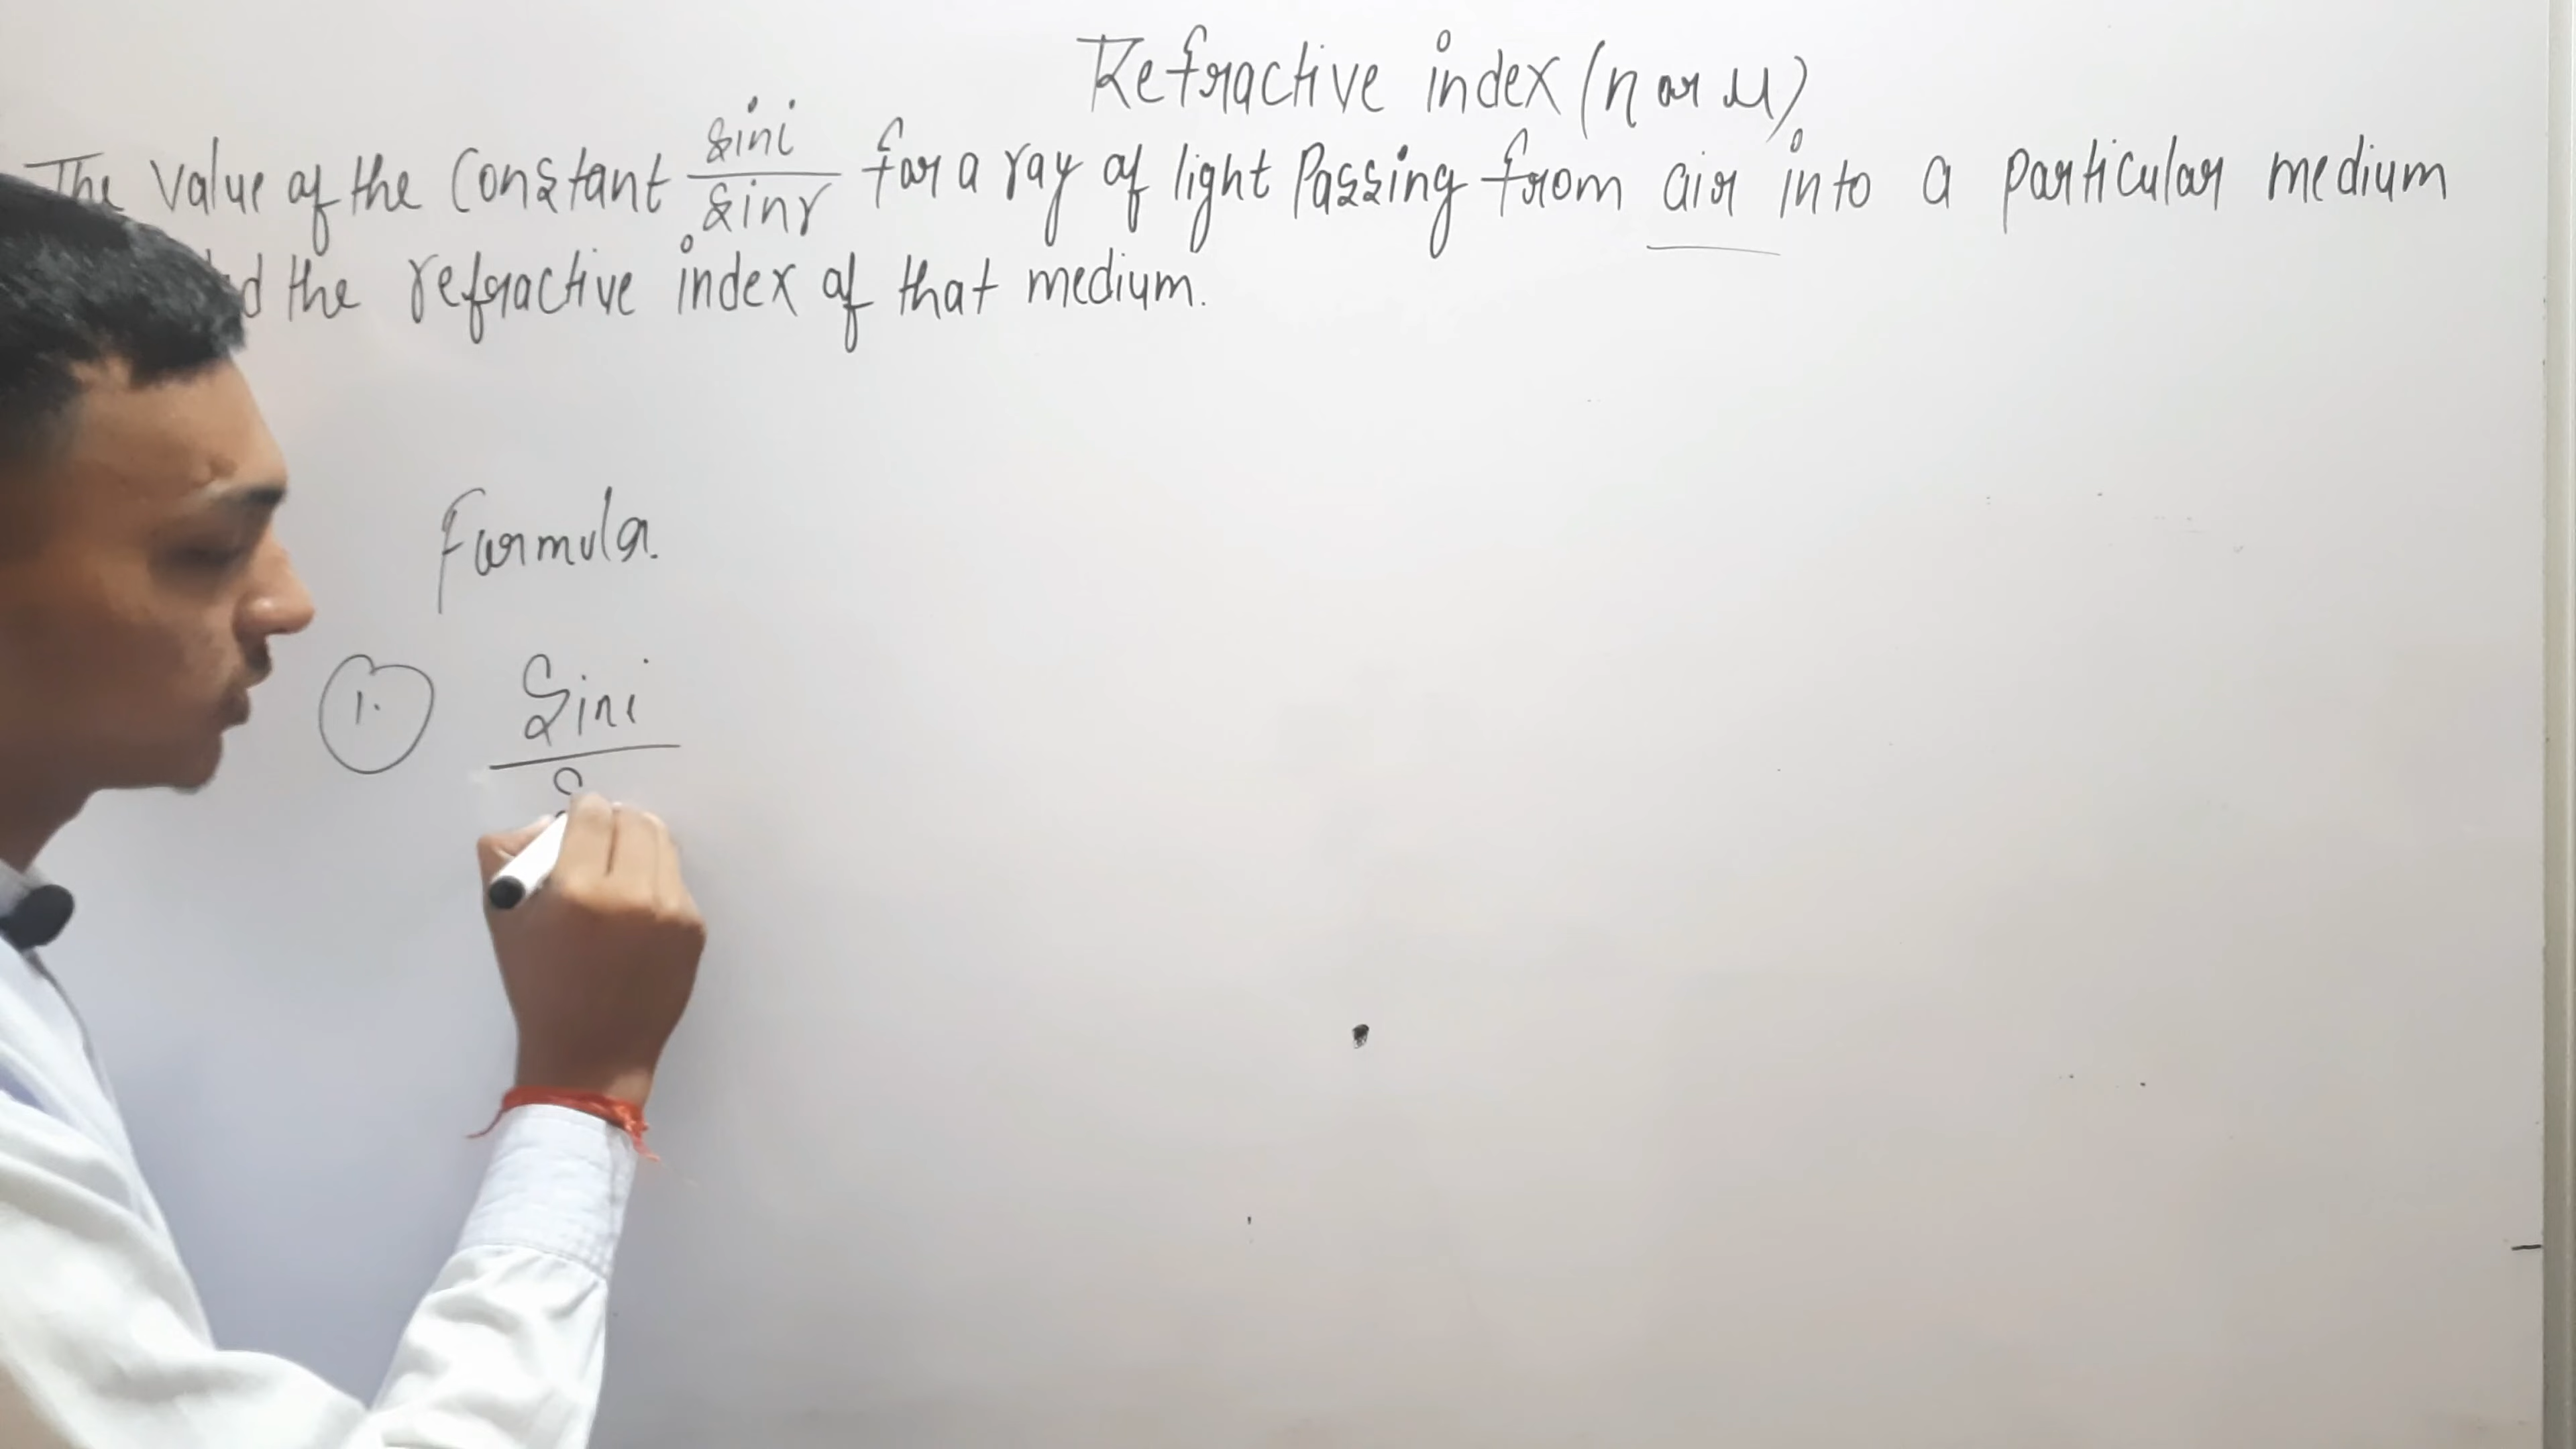 Refractive index (η or μ)
The value of the Constant sini/sinr for a ray of light Passing from air into a particular medium
the refractive index of that medium.
Formula.
1. Sini
S